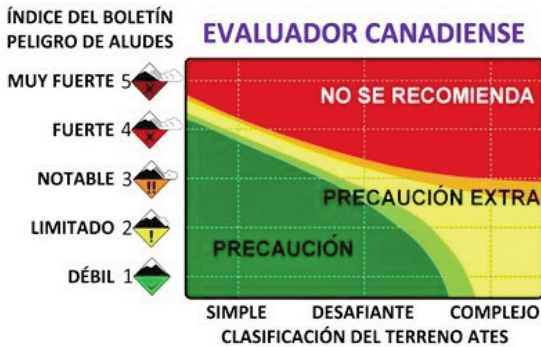 ÍNDICE DEL BOLETÍN
PELIGRO DE ALUDES
EVALUADOR CANADIENSE
MUY FUERTE 5
FUERTE 4
NOTABLE 3
!!
LIMITADO 2
!
DÉBIL 1
NO SE RECOMIENDA
PRECAUCIÓN EXTRA
PRECAUCIÓN
SIMPLE DESAFIANTE COMPLEJO
CLASIFICACIÓN DEL TERRENO ATES